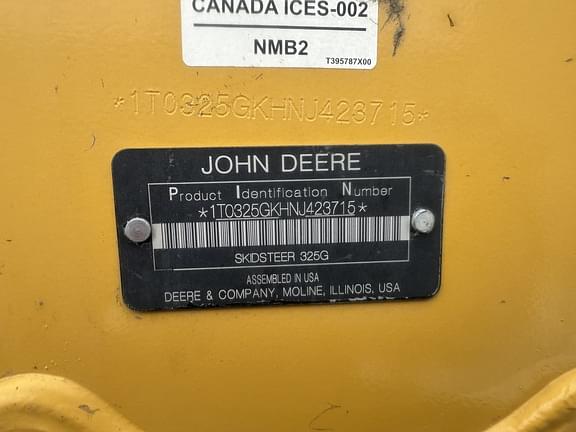 CANADA ICES-002
NMB2
T395787X00
*1T0325GKHNJ423715*
JOHN DEERE
Product Identification Number
*1T0325GKHNJ423715*
SKIDSTEER 325G
ASSEMBLED IN USA
DEERE & COMPANY, MOLINE, ILLINOIS, USA